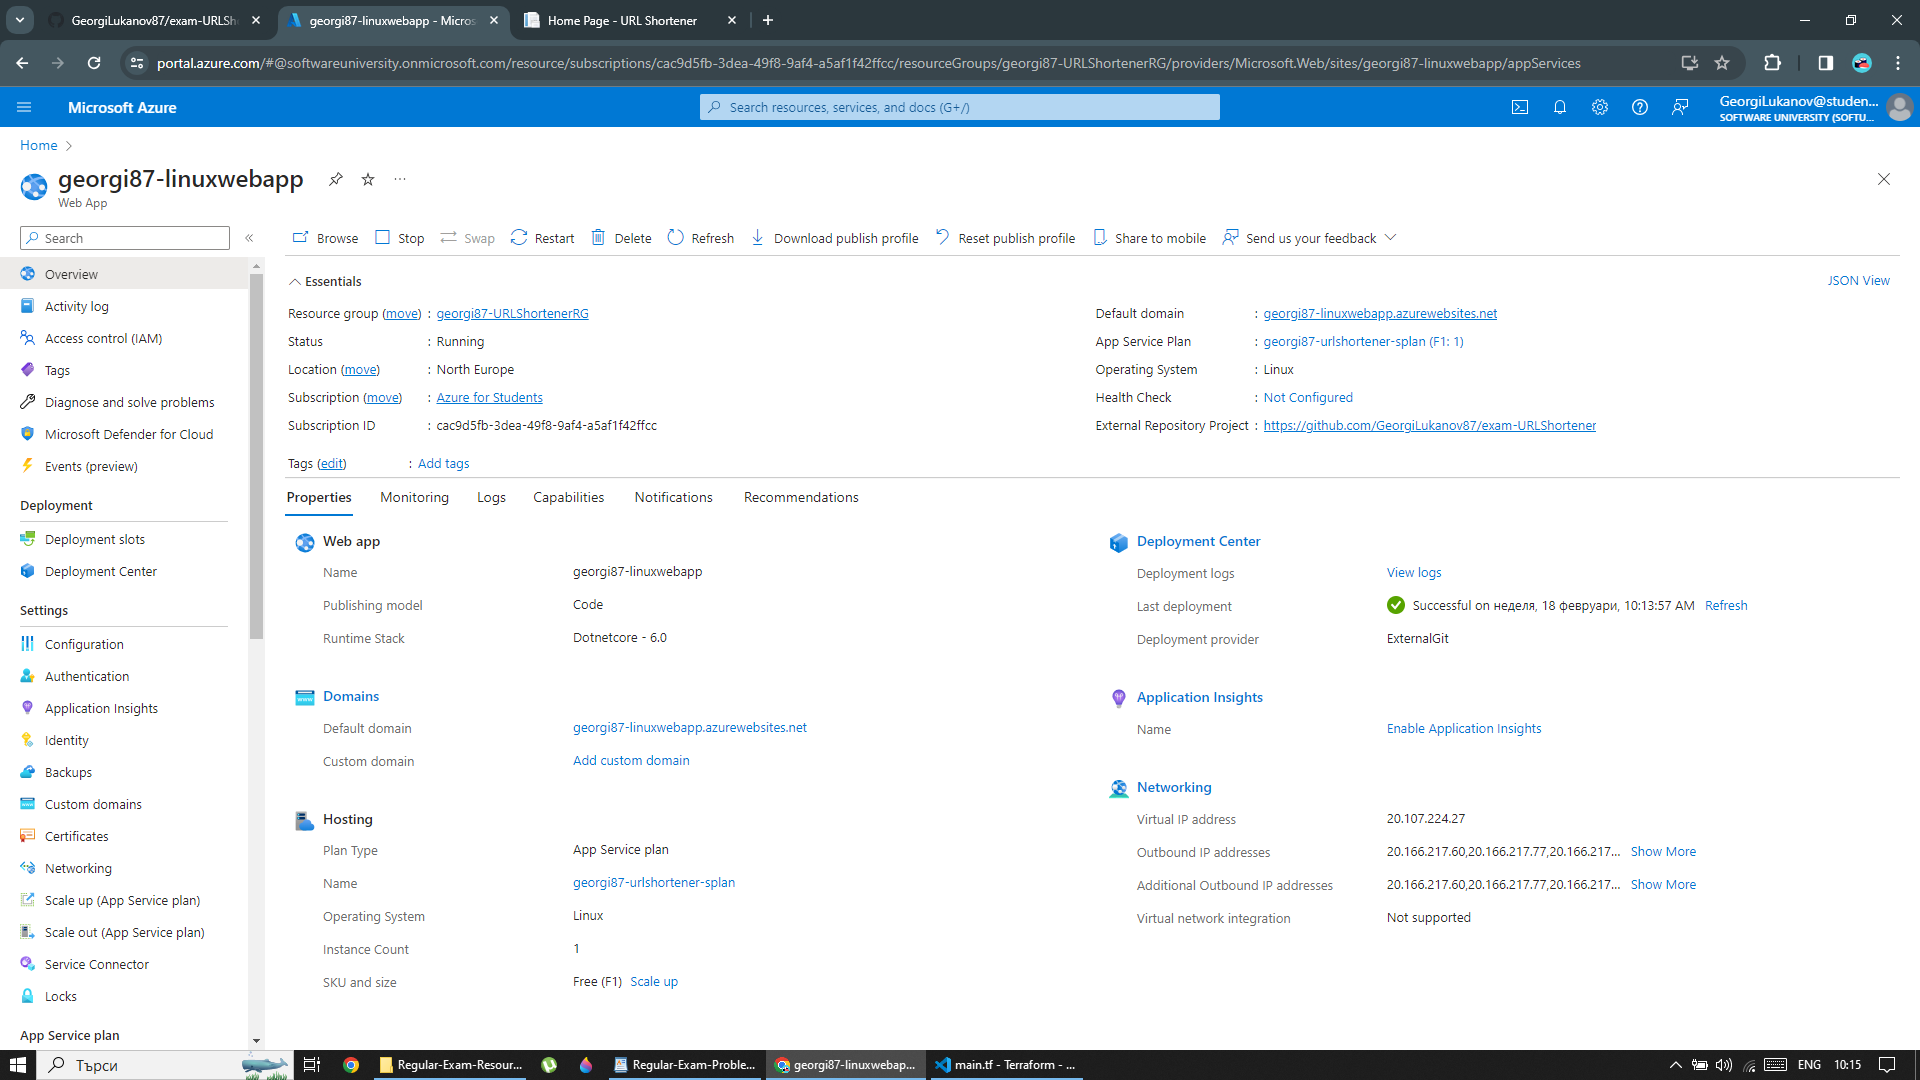 GeorgiLukanov87/exam-URLSh
georgi87-linuxwebapp - Micros
Home Page - URL Shortener
portal.azure.com/#@softwareuniversity.onmicrosoft.com/resource/subscriptions/cac9d5fb-3dea-49f8-9af4-a5af1f42ffcc/resourceGroups/georgi87-URLShortenerRG/providers/Microsoft.Web/sites/georgi87-linuxwebapp/appServices
Microsoft Azure
Search resources, services, and docs (G+/)
GeorgiLukanov@studen...
SOFTWARE UNIVERSITY (SOFTU...
Home
georgi87-linuxwebapp
Web App
Search
Browse
Stop
Swap
Restart
Delete
Refresh
Download publish profile
Reset publish profile
Share to mobile
Send us your feedback
Overview
Activity log
Access control (IAM)
Tags
Diagnose and solve problems
Microsoft Defender for Cloud
Events (preview)
Deployment
Deployment slots
Deployment Center
Settings
Configuration
Authentication
Application Insights
Identity
Backups
Custom domains
Certificates
Networking
Scale up (App Service plan)
Scale out (App Service plan)
Service Connector
Locks
App Service plan
Essentials
JSON View
Resource group (move) : georgi87-URLShortenerRG
Status : Running
Location (move) : North Europe
Subscription (move) : Azure for Students
Subscription ID : cac9d5fb-3dea-49f8-9af4-a5af1f42ffcc
Tags (edit) : Add tags
Default domain : georgi87-linuxwebapp.azurewebsites.net
App Service Plan : georgi87-urlshortener-splan (F1: 1)
Operating System : Linux
Health Check : Not Configured
External Repository Project : https://github.com/GeorgiLukanov87/exam-URLShortener
Properties
Monitoring
Logs
Capabilities
Notifications
Recommendations
Web app
Name georgi87-linuxwebapp
Publishing model Code
Runtime Stack Dotnetcore - 6.0
Domains
Default domain georgi87-linuxwebapp.azurewebsites.net
Custom domain Add custom domain
Hosting
Plan Type App Service plan
Name georgi87-urlshortener-splan
Operating System Linux
Instance Count 1
SKU and size Free (F1) Scale up
Deployment Center
Deployment logs View logs
Last deployment Successful on неделя, 18 февруари, 10:13:57 AM Refresh
Deployment provider ExternalGit
Application Insights
Name Enable Application Insights
Networking
Virtual IP address 20.107.224.27
Outbound IP addresses 20.166.217.60,20.166.217.77,20.166.217... Show More
Additional Outbound IP addresses 20.166.217.60,20.166.217.77,20.166.217... Show More
Virtual network integration Not supported
Търси
Regular-Exam-Resour...
Regular-Exam-Proble...
georgi87-linuxwebap...
main.tf - Terraform - ...
ENG
10:15